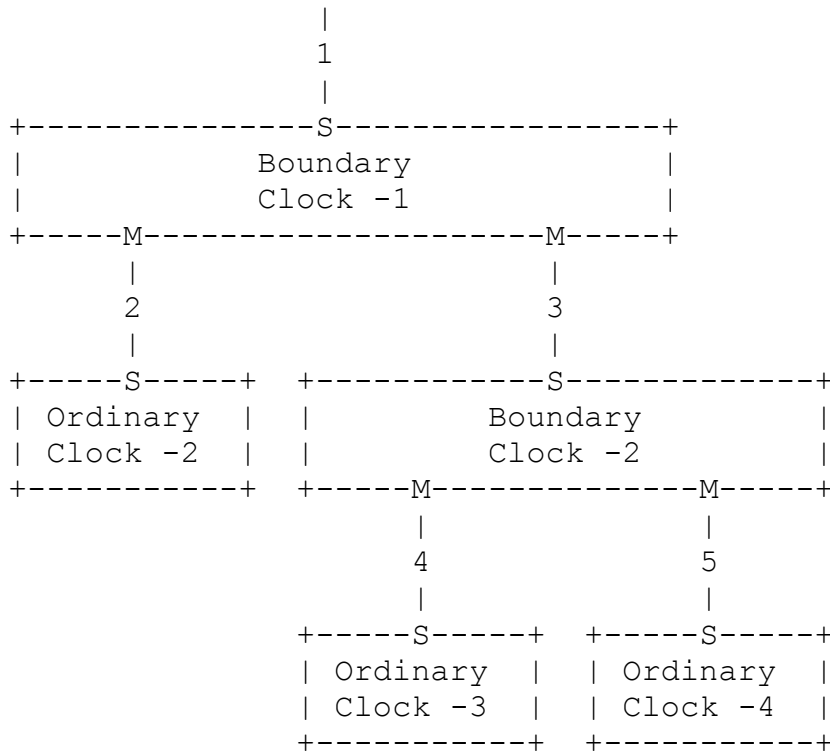 |
1
|
+---------------S-----------------+
|            Boundary             |
|            Clock -1             |
+-----M---------------------M-----+
|                     |
2                     3
|                     |
+-----S-----+  +------------S-------------+
| Ordinary  |  |         Boundary         |
| Clock -2  |  |         Clock -2         |
+-----------+  +-----M--------------M-----+
|              |
4              5
|              |
+-----S-----+  +-----S-----+
| Ordinary  |  | Ordinary  |
| Clock -3  |  | Clock -4  |
+-----------+  +-----------+